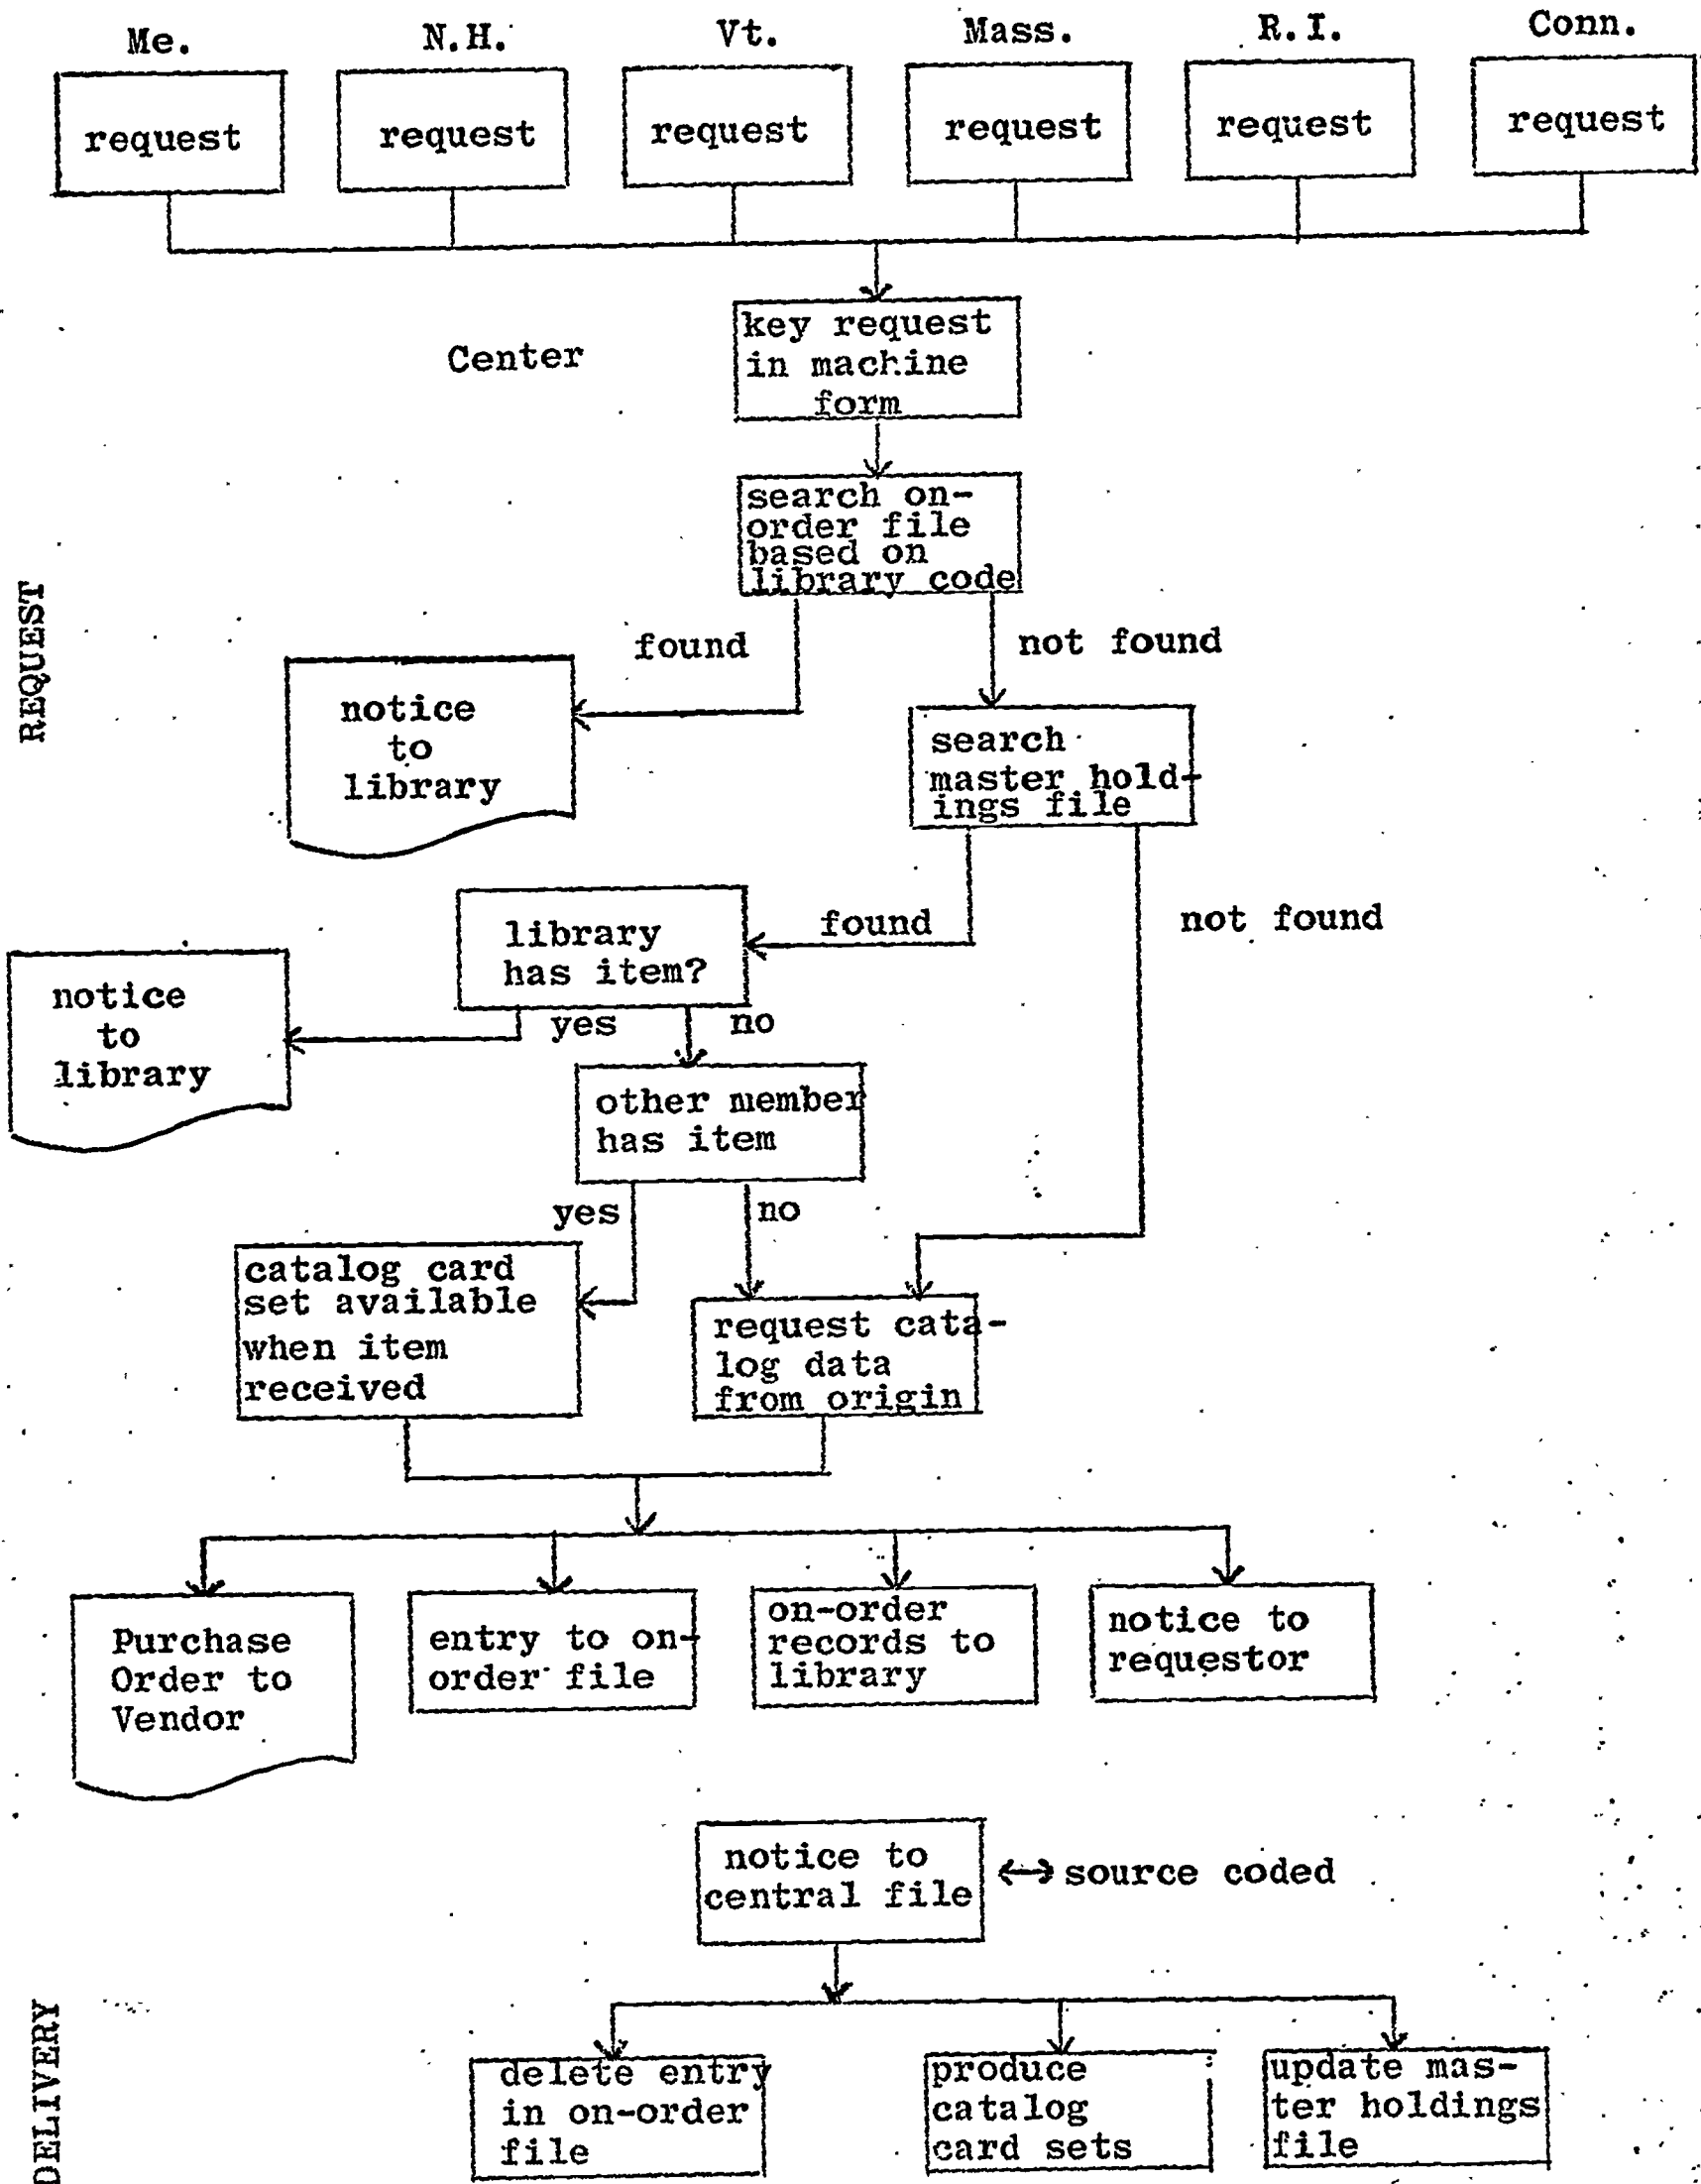 Me. N.H. Vt. Mass. R.I. Conn.
request request request request request request
Center
key request
in machine
form
REQUEST
search on-
order file
based on
library code
found
not found
notice
to
library
search
master hold-
ings file
found
not found
library
has item?
yes no
notice
to
library
other member
has item
yes no
catalog card
set available
when item
received
request cata-
log data
from origin
Purchase
Order to
Vendor
entry to on-
order file
on-order
records to
library
notice to
requestor
notice to
central file
↔ source coded
DELIVERY
delete entry
in on-order
file
produce
catalog
card sets
update mas-
ter holdings
file